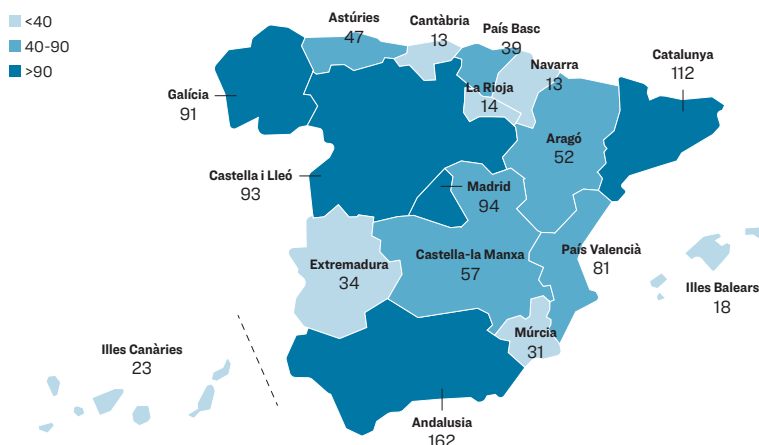 <40
40-90
>90
Astúries
47
Cantàbria
13
País Basc
39
Navarra
13
Catalunya
112
Galícia
91
La Rioja
14
Aragó
52
Castella i Lleó
93
Madrid
94
Extremadura
34
Castella-la Manxa
57
País Valencià
81
Illes Balears
18
Múrcia
31
Illes Canàries
23
Andalusia
162